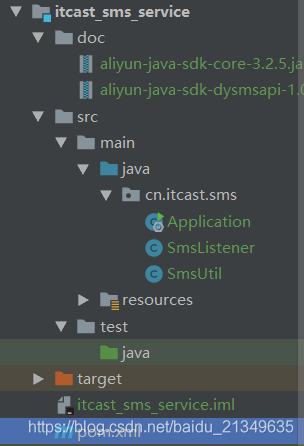 itcast_sms_service
doc
aliyun-java-sdk-core-3.2.5.ja
aliyun-java-sdk-dysmsapi-1.0
src
main
java
cn.itcast.sms
Application
SmsListener
SmsUtil
resources
test
java
target
itcast_sms_service.iml
https://blog.csdn.net/baidu_21349635
pom.xml